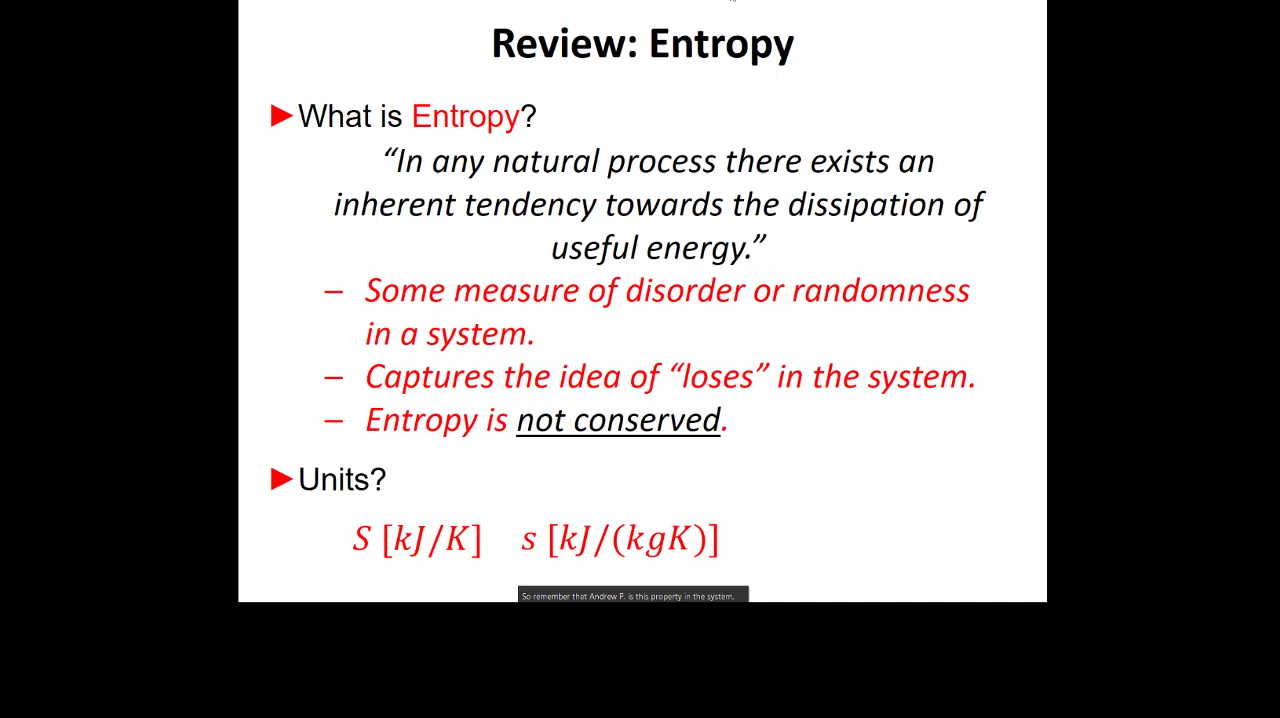 Review: Entropy
►What is Entropy?
“In any natural process there exists an
inherent tendency towards the dissipation of
useful energy.”
– Some measure of disorder or randomness
in a system.
– Captures the idea of “loses” in the system.
– Entropy is not conserved.
►Units?
S [kJ/K] s [kJ/(kgK)]
So remember that Andrew P. is this property in the system,